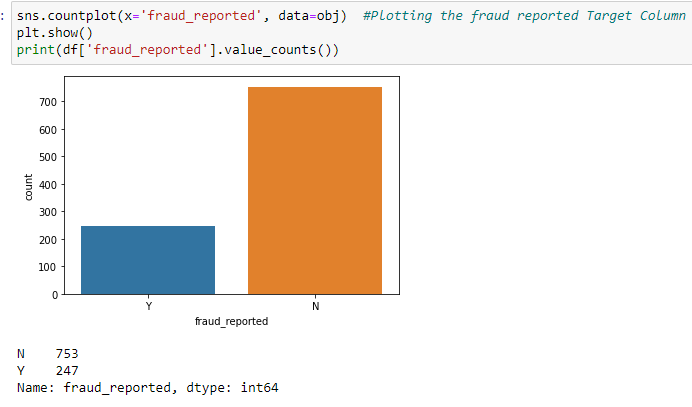 : sns.countplot(x='fraud_reported', data=obj)  #Plotting the fraud reported Target Column
plt.show()
print(df['fraud_reported'].value_counts())
700
600
500
400
300
200
100
0
count
Y N
fraud_reported
N    753
Y    247
Name: fraud_reported, dtype: int64